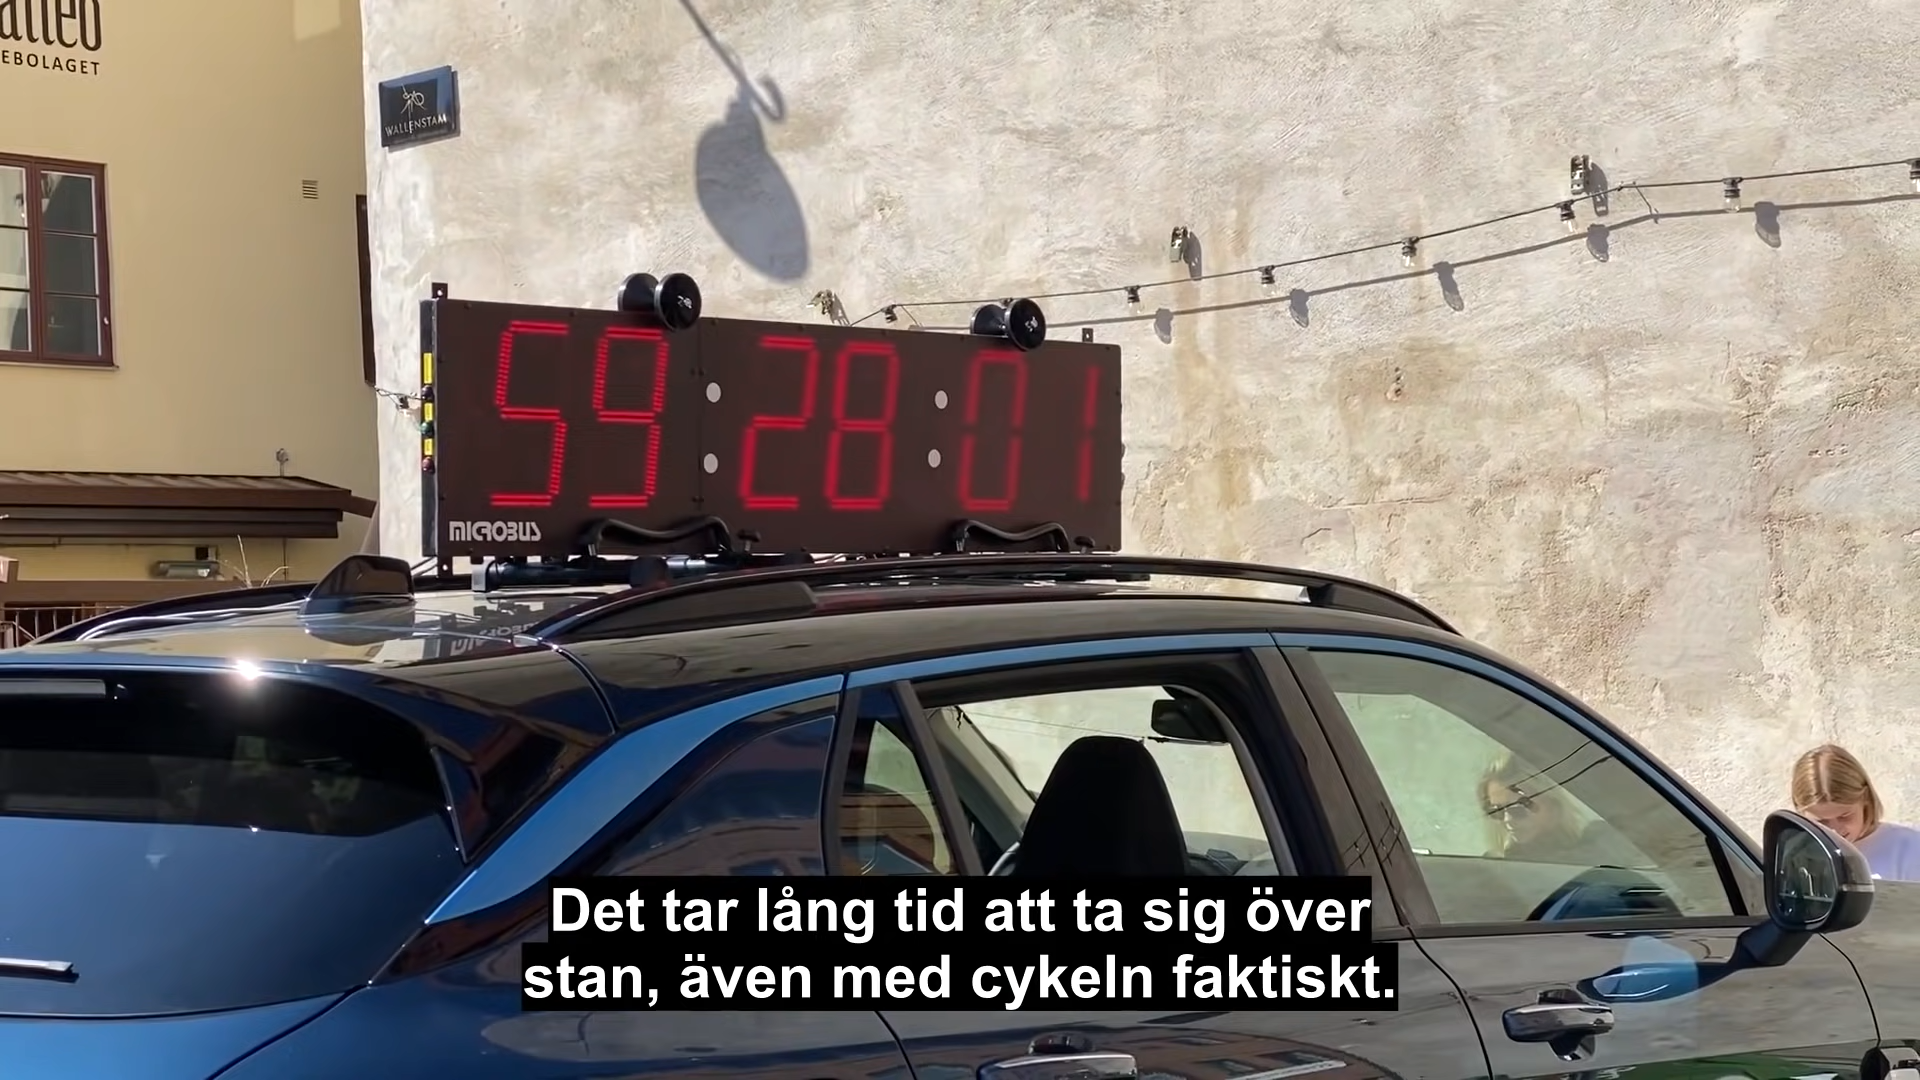 EBOLAGET
WALLENSTAM
59:28:01
MICROBUS
Det tar lång tid att ta sig över
stan, även med cykeln faktiskt.